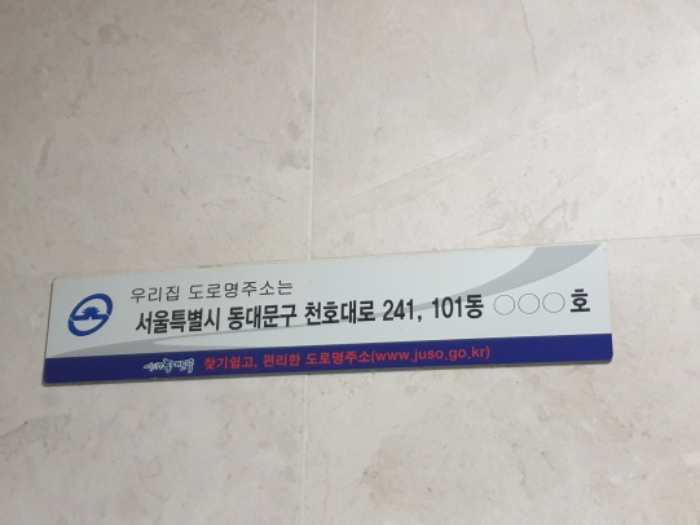 우리집 도로명주소는
서울특별시 동대문구 천호대로 241, 101동 ○○○호
찾기쉽고, 편리한 도로명주소(www.juso.go.kr)